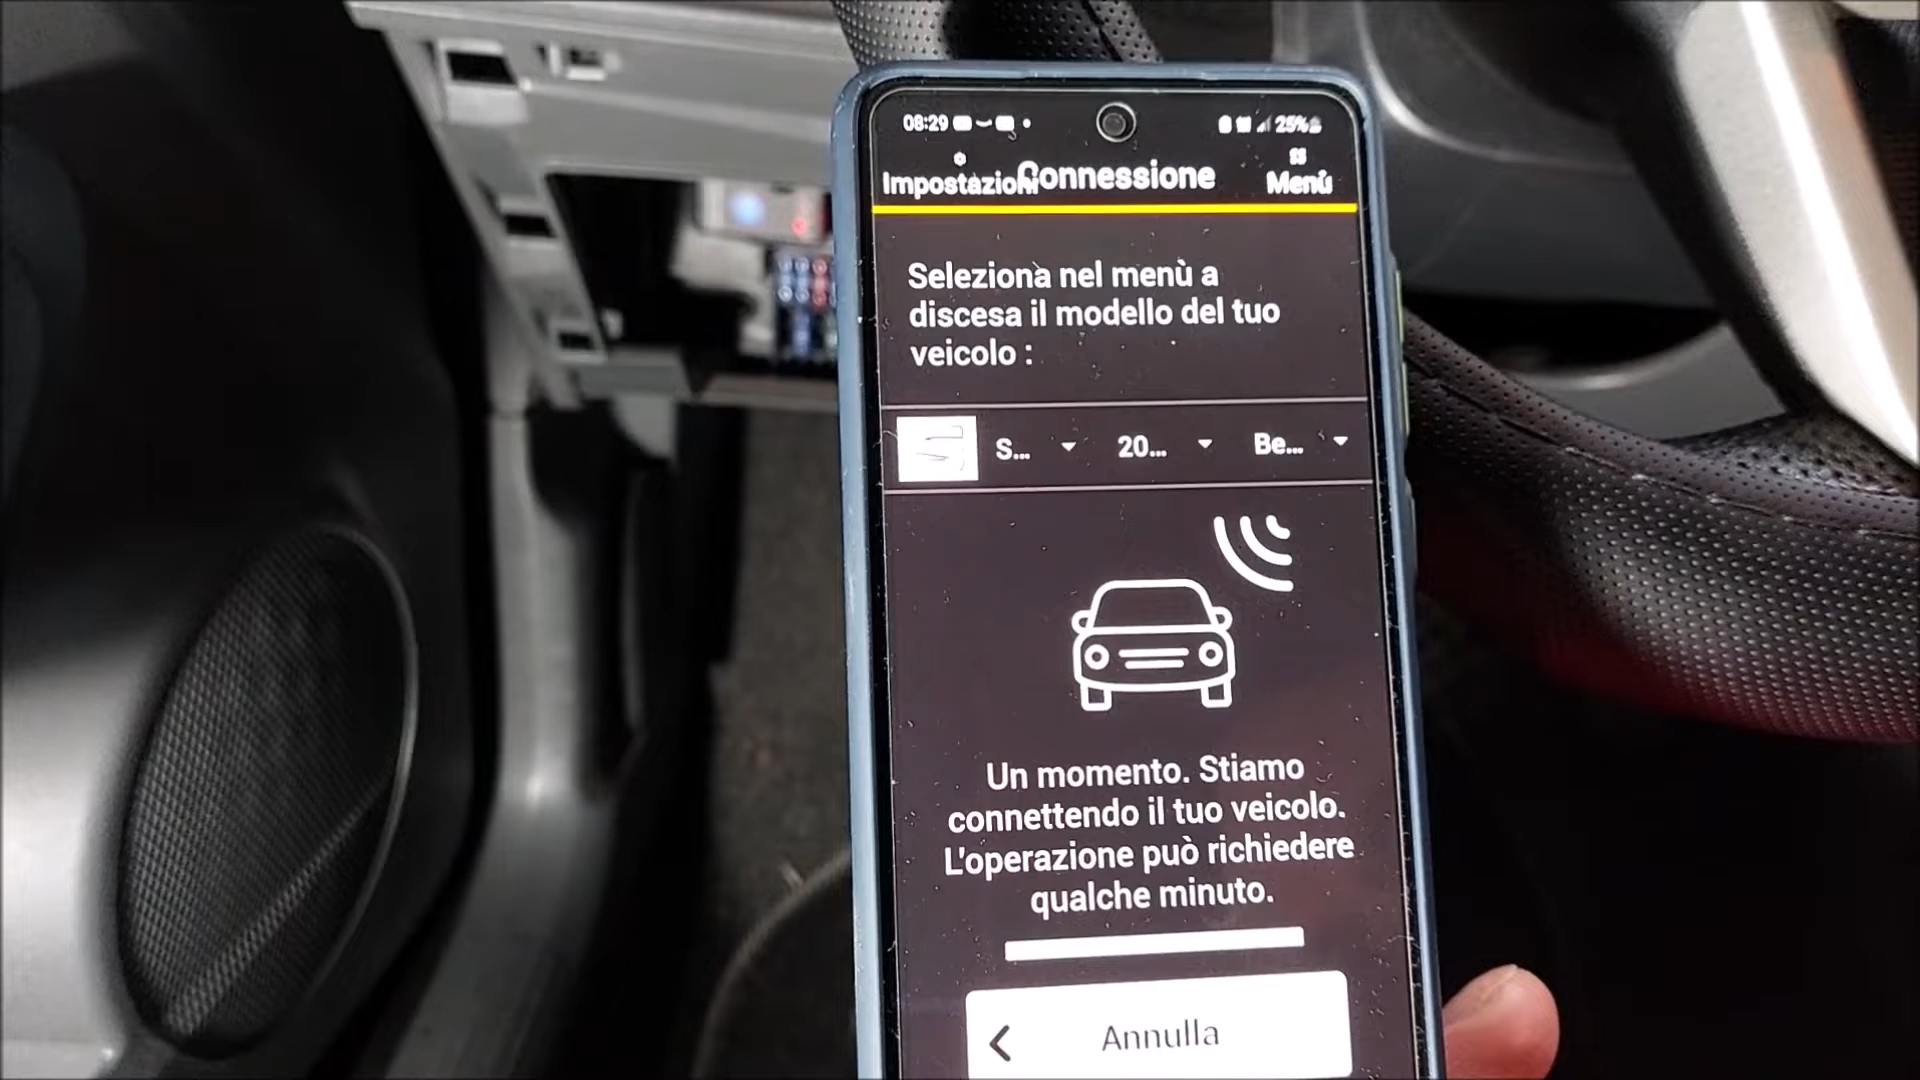 08:29
25%
Impostazioni
Connessione
Menù
Seleziona nel menù a
discesa il modello del tuo
veicolo :
S...
20...
Be...
Un momento. Stiamo
connettendo il tuo veicolo.
L'operazione può richiedere
qualche minuto.
Annulla